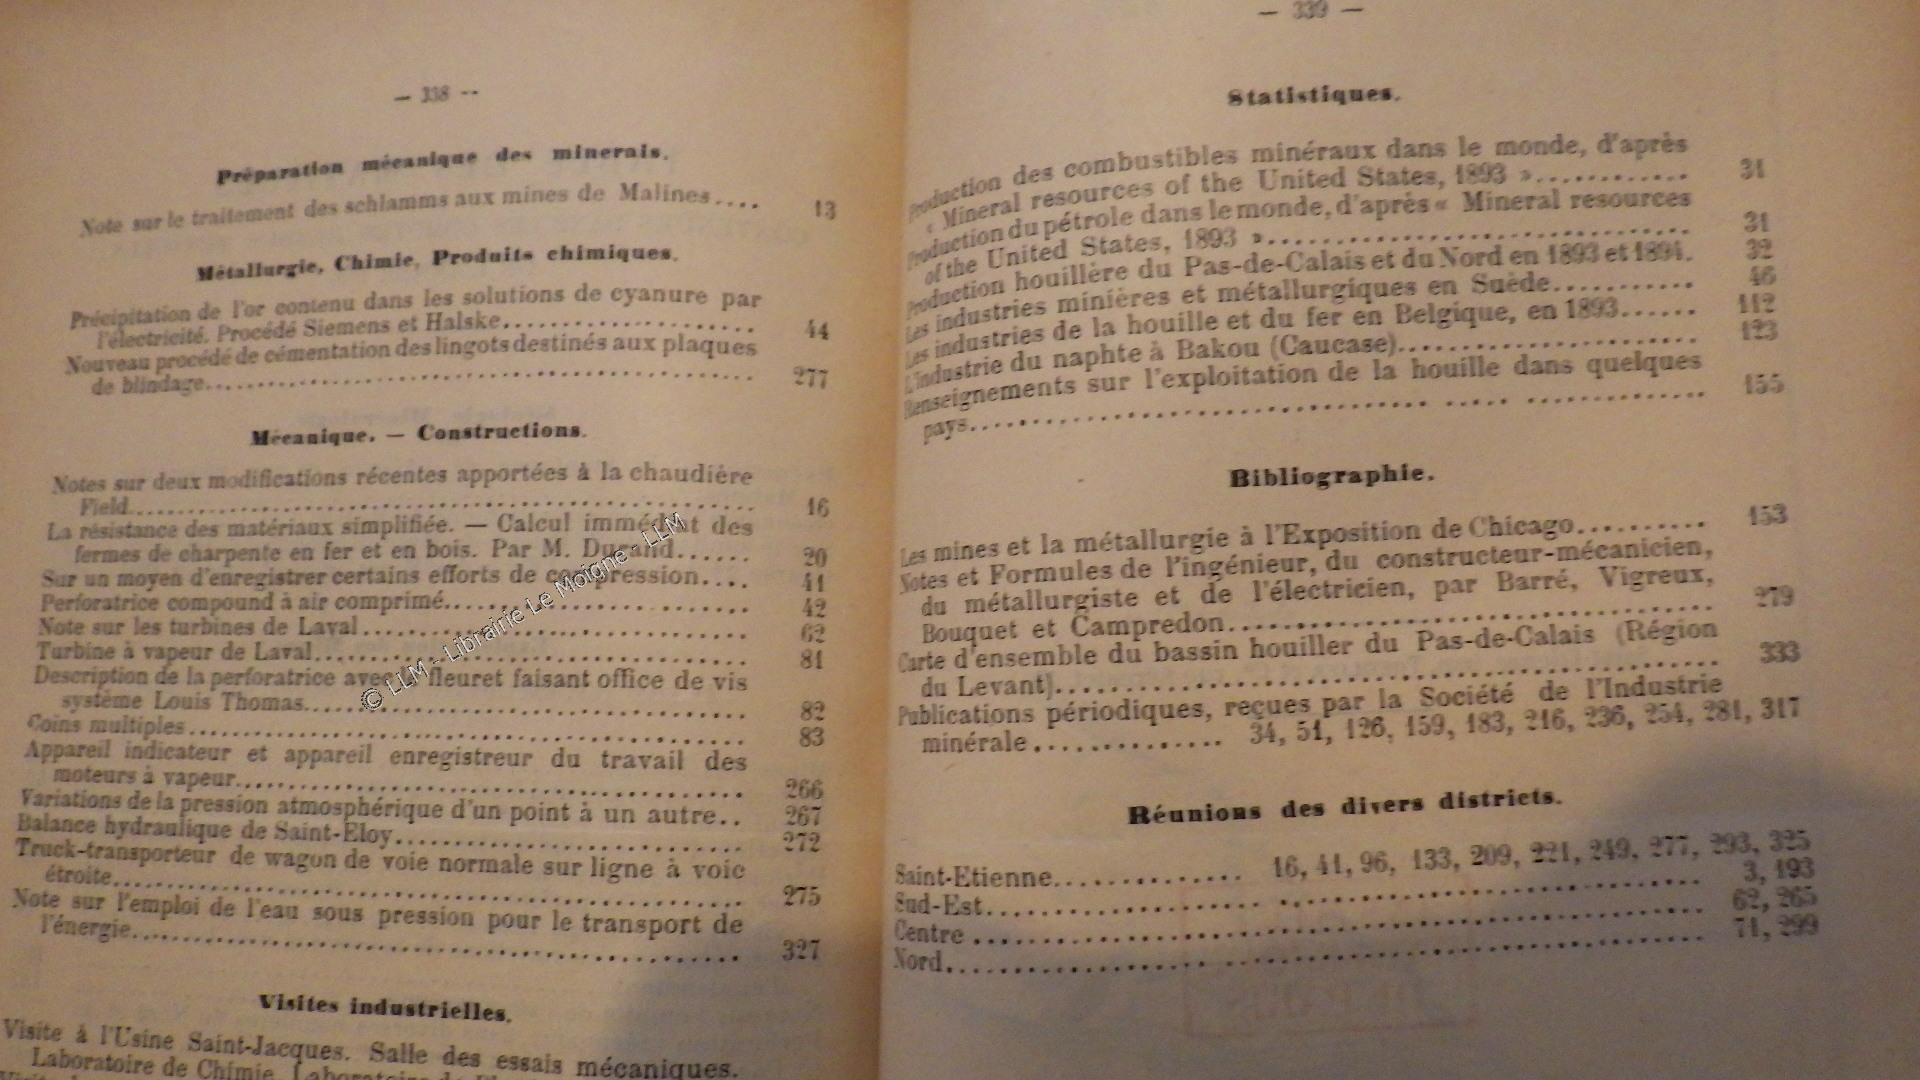 — 338 --
Préparation mécanique des minerais.
Note sur le traitement des schlamms aux mines de Malines.... 13
Métallurgie, Chimie, Produits chimiques.
Précipitation de l'or contenu dans les solutions de cyanure par
l'électricité. Procédé Siemens et Halske...................... 44
Nouveau procédé de cémentation des lingots destinés aux plaques
de blindage................................................ 277
Mécanique. — Constructions.
Notes sur deux modifications récentes apportées à la chaudière
Field..................................................... 16
La résistance des matériaux simplifiée. — Calcul immédiat des
fermes de charpente en fer et en bois. Par M. Durand...... 20
Sur un moyen d'enregistrer certains efforts de compression.... 41
Perforatrice compound à air comprimé......................... 42
Note sur les turbines de Laval............................... 62
Turbine à vapeur de Laval.................................... 81
Description de la perforatrice avec fleuret faisant office de vis
système Louis Thomas...................................... 82
Coins multiples.............................................. 83
Appareil indicateur et appareil enregistreur du travail des
moteurs à vapeur.......................................... 266
Variations de la pression atmosphérique d'un point à un autre.. 267
Balance hydraulique de Saint-Eloy............................ 272
Truck-transporteur de wagon de voie normale sur ligne à voie
étroite................................................... 275
Note sur l'emploi de l'eau sous pression pour le transport de
l'énergie................................................. 327
Visites industrielles.
Visite à l'Usine Saint-Jacques. Salle des essais mécaniques.
Laboratoire de Chimie. Laboratoire de
© LLM - Librairie Le Moigne - LLM
— 339 —
Statistiques.
Production des combustibles minéraux dans le monde, d'après
« Mineral resources of the United States, 1893 »............ 31
Production du pétrole dans le monde, d'après « Mineral resources
of the United States, 1893 »................................ 31
Production houillère du Pas-de-Calais et du Nord en 1893 et 1894. 32
Les industries minières et métallurgiques en Suède........... 46
Les industries de la houille et du fer en Belgique, en 1893...... 112
L'industrie du naphte à Bakou (Caucase)...................... 123
Renseignements sur l'exploitation de la houille dans quelques
pays........................................................ 155
Bibliographie.
Les mines et la métallurgie à l'Exposition de Chicago.......... 153
Notes et Formules de l'ingénieur, du constructeur-mécanicien,
du métallurgiste et de l'électricien, par Barré, Vigreux,
Bouquet et Campredon........................................ 279
Carte d'ensemble du bassin houiller du Pas-de-Calais (Région
du Levant).................................................. 333
Publications périodiques, reçues par la Société de l'Industrie
minérale............... 34, 51, 126, 159, 183, 216, 236, 254, 281, 317
Réunions des divers districts.
Saint-Etienne.............. 16, 41, 96, 133, 209, 221, 249, 277, 293, 325
Sud-Est..................................................... 3, 193
Centre...................................................... 62, 265
Nord........................................................ 71, 299